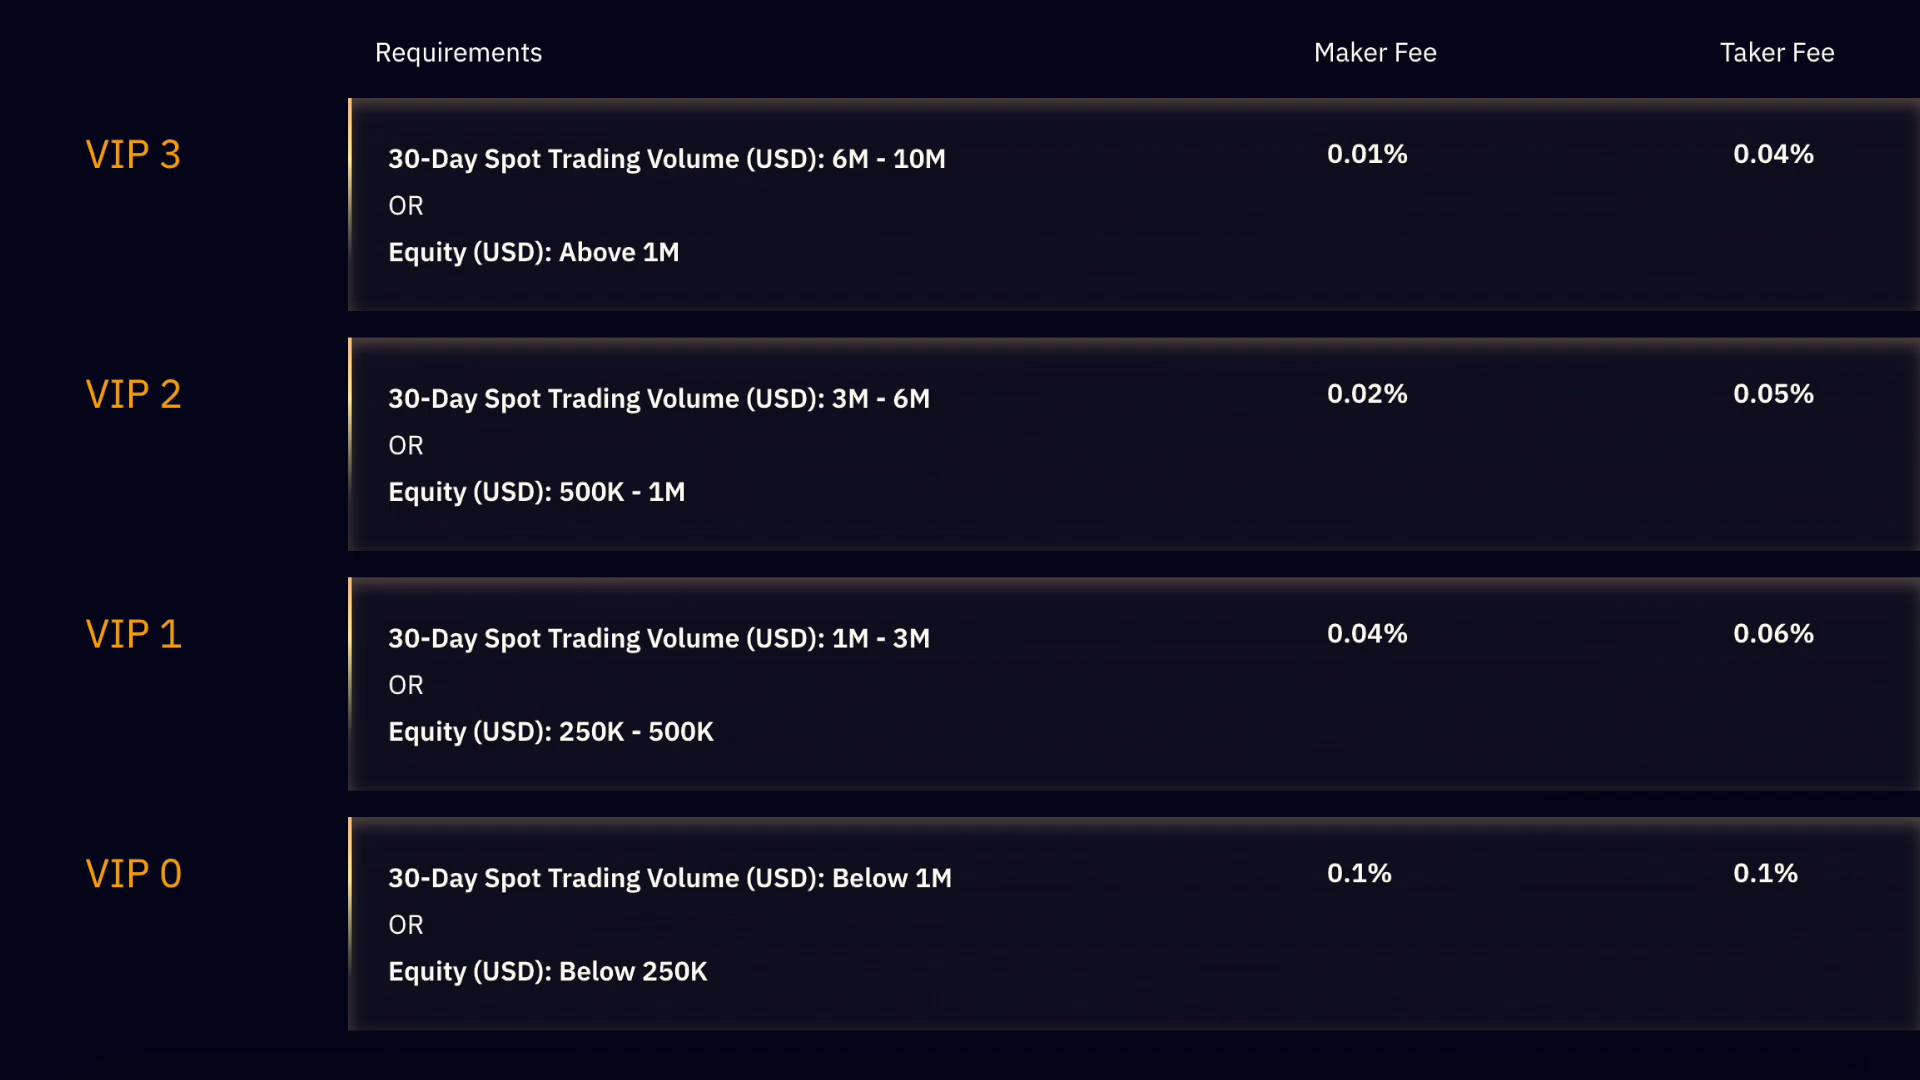 Requirements Maker Fee Taker Fee
VIP 3 30-Day Spot Trading Volume (USD): 6M - 10M 0.01% 0.04%
OR
Equity (USD): Above 1M
VIP 2 30-Day Spot Trading Volume (USD): 3M - 6M 0.02% 0.05%
OR
Equity (USD): 500K - 1M
VIP 1 30-Day Spot Trading Volume (USD): 1M - 3M 0.04% 0.06%
OR
Equity (USD): 250K - 500K
VIP 0 30-Day Spot Trading Volume (USD): Below 1M 0.1% 0.1%
OR
Equity (USD): Below 250K